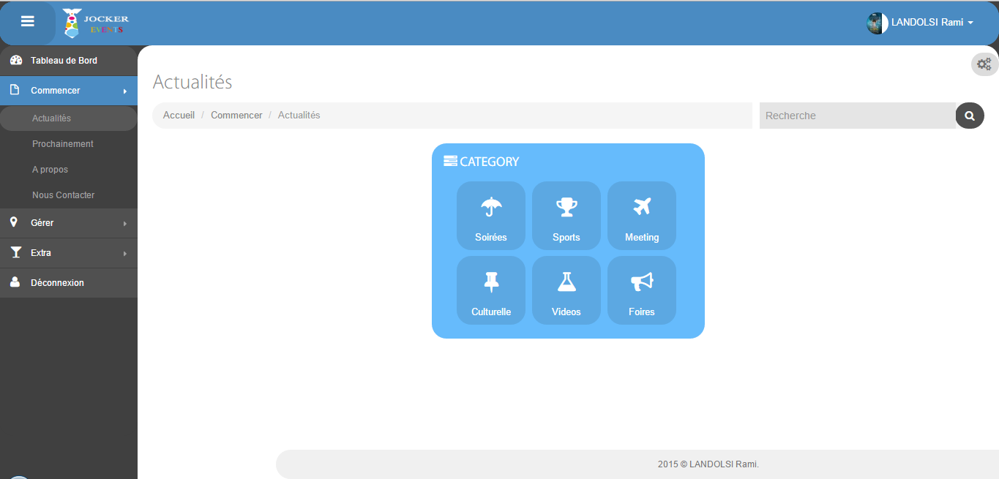 JOCKER
EVENTS
LANDOLSI Rami
Tableau de Bord
Commencer
Actualités
Prochainement
A propos
Nous Contacter
Gérer
Extra
Déconnexion
Actualités
Accueil / Commencer / Actualités
Recherche
CATEGORY
Soirées Sports Meeting
Culturelle Videos Foires
2015 © LANDOLSI Rami.